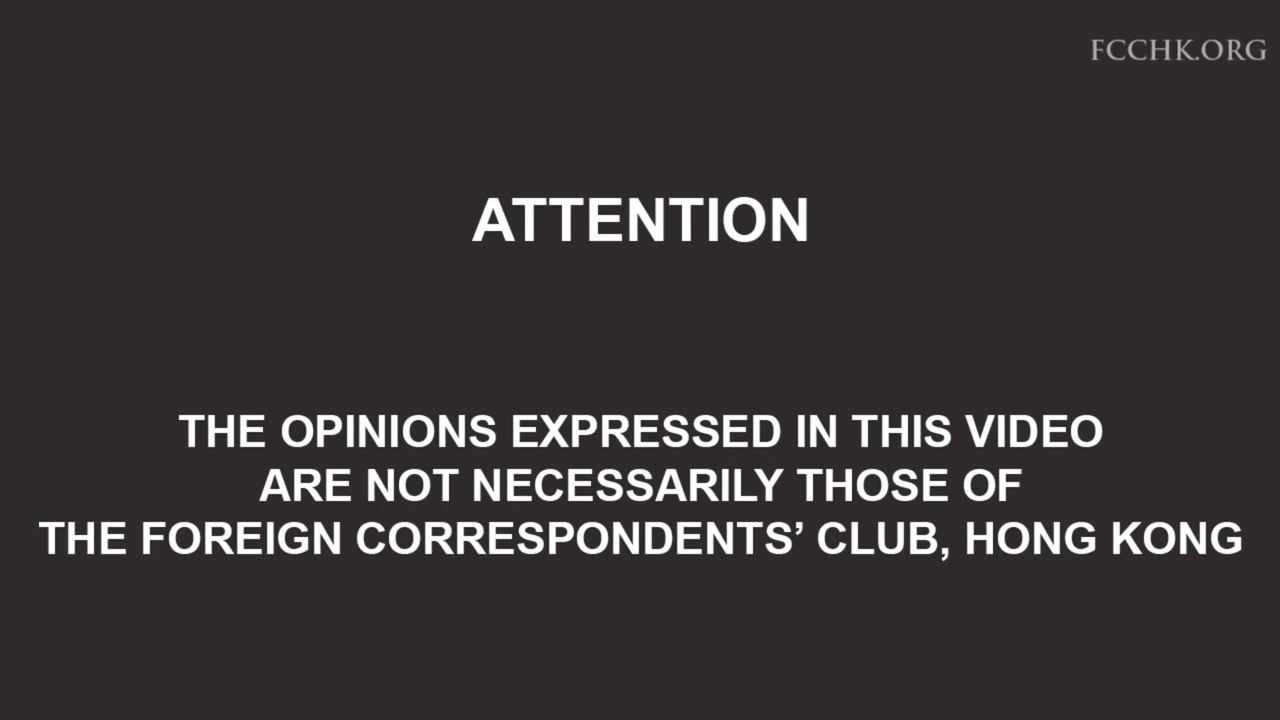 FCCHK.ORG
ATTENTION
THE OPINIONS EXPRESSED IN THIS VIDEO
ARE NOT NECESSARILY THOSE OF
THE FOREIGN CORRESPONDENTS’ CLUB, HONG KONG